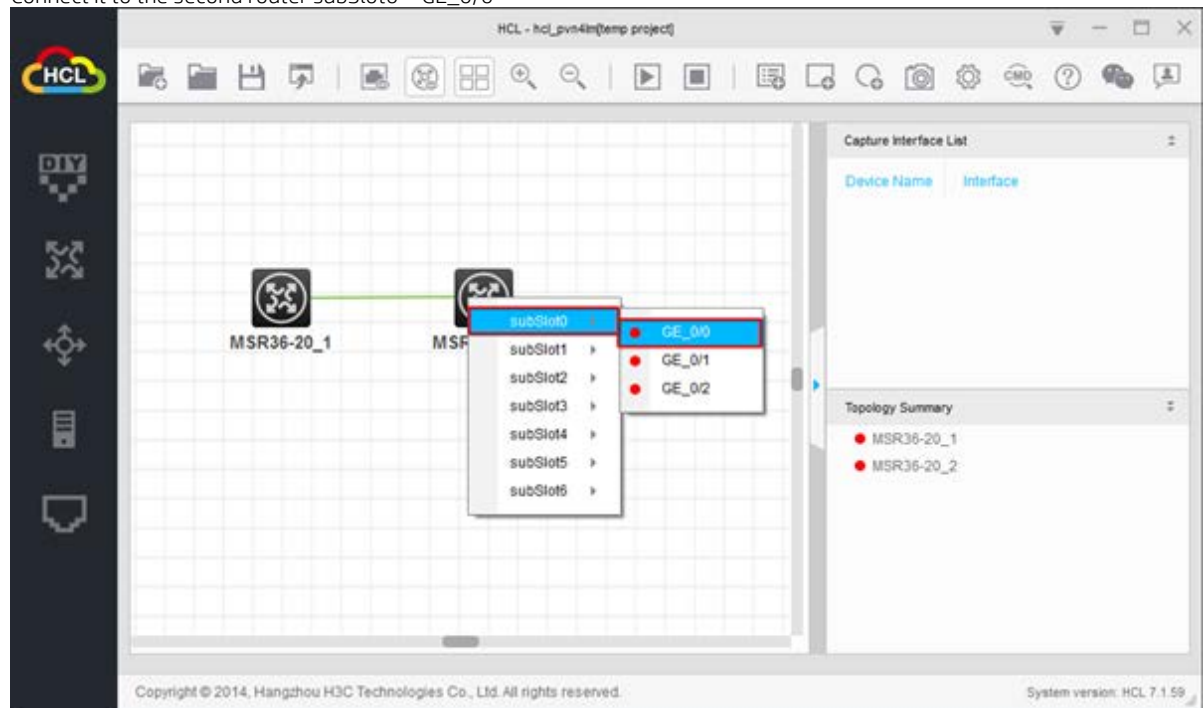 Connect it to the second router subSlot0 – GE_0/0
HCL - hcl_pvn4lm[temp project]
HCL
CMD
DIY
Capture Interface List
Device Name Interface
MSR36-20_1
MSR
subSlot0
subSlot1
subSlot2
subSlot3
subSlot4
subSlot5
subSlot6
GE_0/0
GE_0/1
GE_0/2
Topology Summary
MSR36-20_1
MSR36-20_2
Copyright © 2014, Hangzhou H3C Technologies Co., Ltd. All rights reserved.
System version: HCL 7.1.59